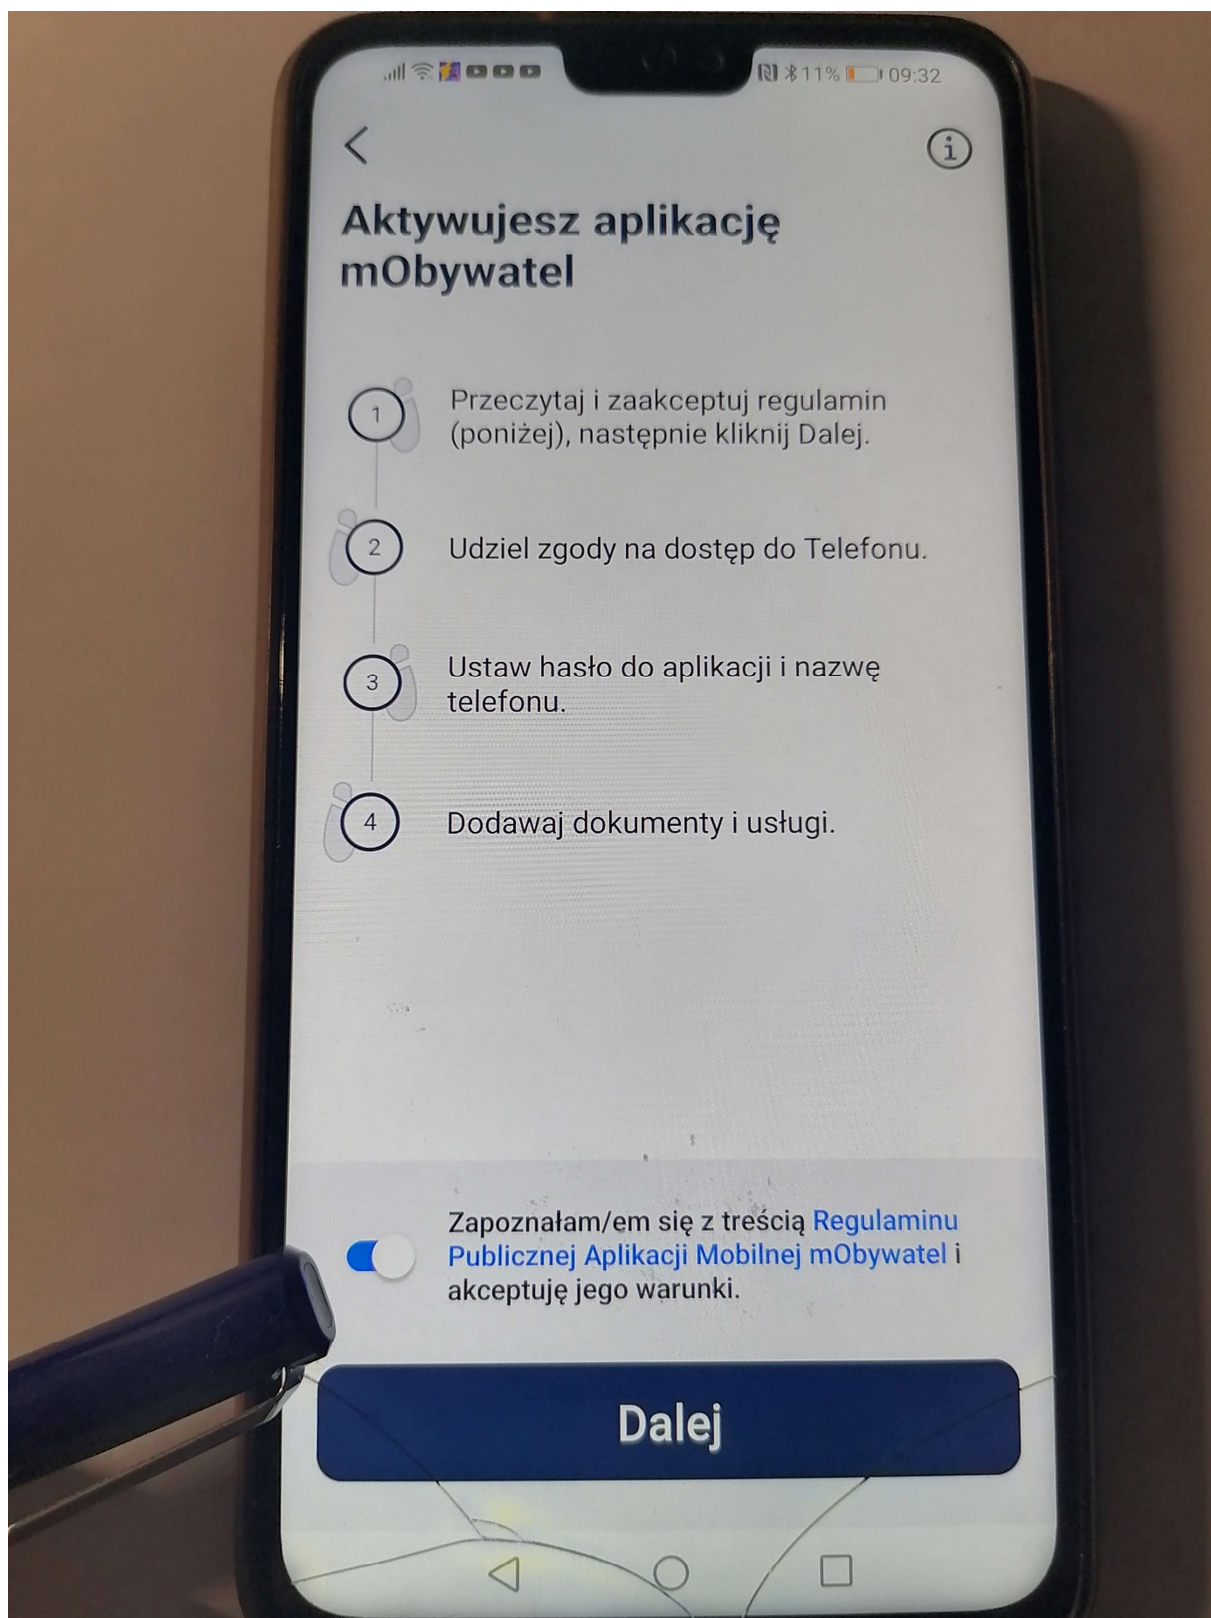 11% 09:32
Aktywujesz aplikację
mObywatel
1
Przeczytaj i zaakceptuj regulamin
(poniżej), następnie kliknij Dalej.
2
Udziel zgody na dostęp do Telefonu.
3
Ustaw hasło do aplikacji i nazwę
telefonu.
4
Dodawaj dokumenty i usługi.
Zapoznałam/em się z treścią Regulaminu
Publicznej Aplikacji Mobilnej mObywatel i
akceptuję jego warunki.
Dalej